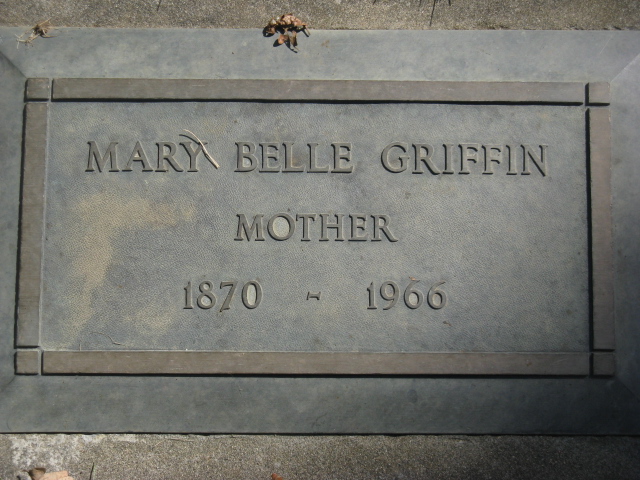 MARY BELLE GRIFFIN
MOTHER
1870 - 1966